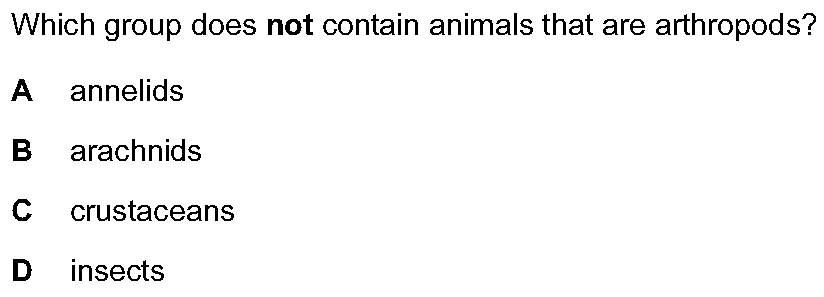 Which group does not contain animals that are arthropods?
A annelids
B arachnids
C crustaceans
D insects